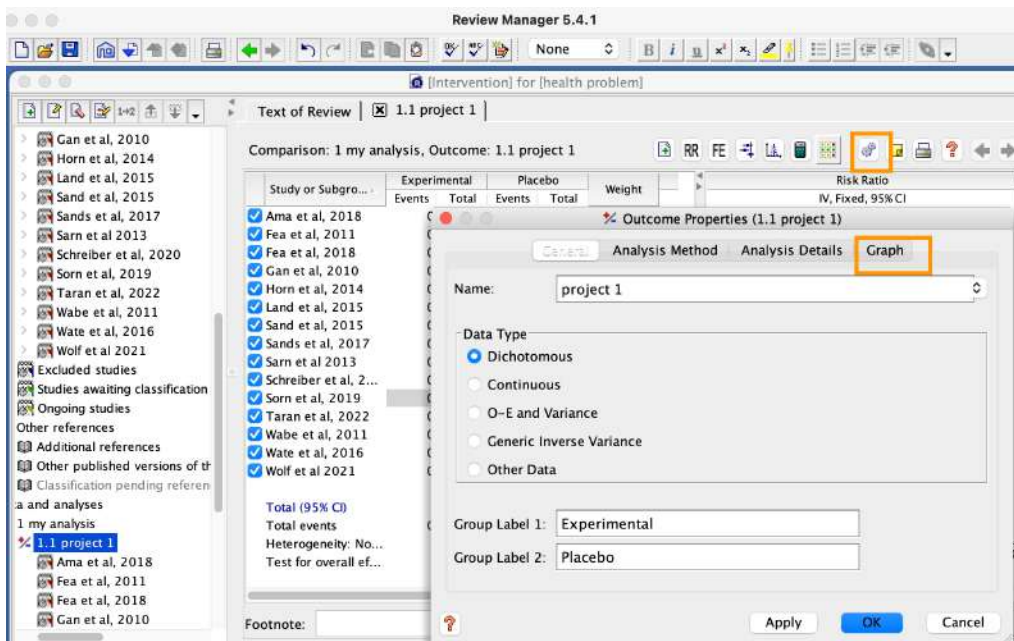 Review Manager 5.4.1
None
B i u x² x₂
[Intervention] for [health problem]
1→2
Text of Review
1.1 project 1
Gan et al, 2010
Horn et al, 2014
Land et al, 2015
Sand et al, 2015
Sands et al, 2017
Sarn et al 2013
Schreiber et al, 2020
Sorn et al, 2019
Taran et al, 2022
Wabe et al, 2011
Wate et al, 2016
Wolf et al 2021
Excluded studies
Studies awaiting classification
Ongoing studies
Other references
Additional references
Other published versions of th
Classification pending referen
a and analyses
1 my analysis
1.1 project 1
Ama et al, 2018
Fea et al, 2011
Fea et al, 2018
Gan et al, 2010
Comparison: 1 my analysis, Outcome: 1.1 project 1
RR FE
Study or Subgro...
Experimental
Placebo
Weight
Risk Ratio
Events Total Events Total
IV, Fixed, 95% CI
Ama et al, 2018
Fea et al, 2011
Fea et al, 2018
Gan et al, 2010
Horn et al, 2014
Land et al, 2015
Sand et al, 2015
Sands et al, 2017
Sarn et al 2013
Schreiber et al, 2...
Sorn et al, 2019
Taran et al, 2022
Wabe et al, 2011
Wate et al, 2016
Wolf et al 2021
Total (95% CI)
Total events
Heterogeneity: No...
Test for overall ef...
Footnote:
Outcome Properties (1.1 project 1)
General Analysis Method Analysis Details Graph
Name: project 1
Data Type
Dichotomous
Continuous
O-E and Variance
Generic Inverse Variance
Other Data
Group Label 1: Experimental
Group Label 2: Placebo
Apply OK Cancel